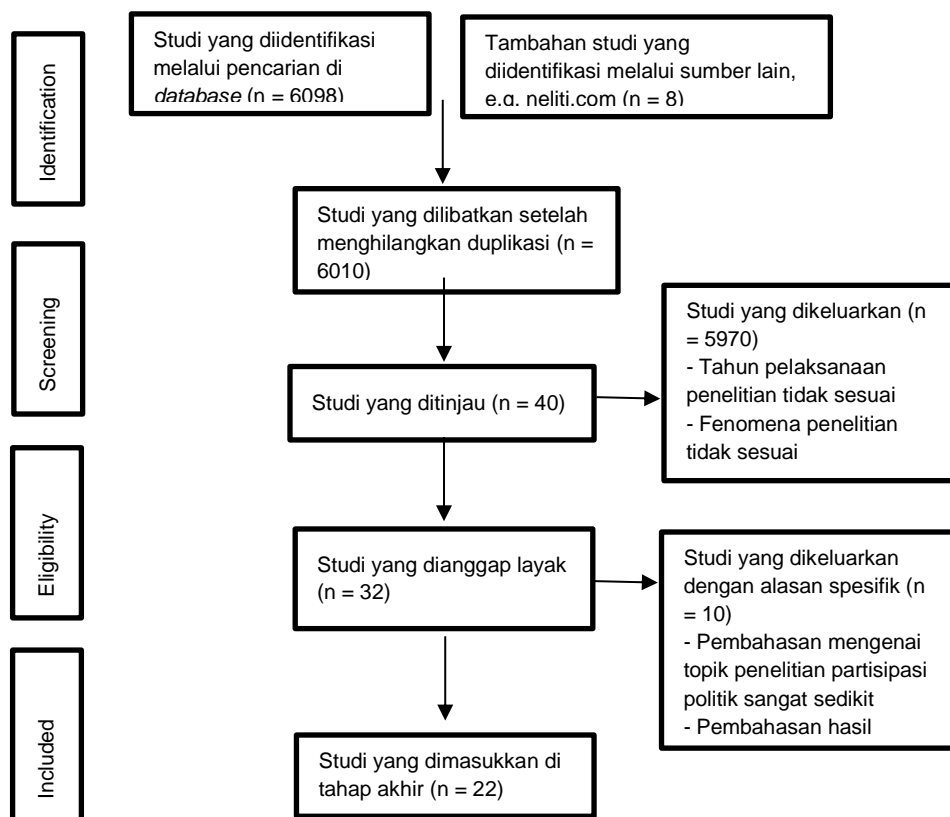 Identification
Studi yang diidentifikasi
melalui pencarian di
database (n = 6098)
Tambahan studi yang
diidentifikasi melalui sumber lain,
e.g. neliti.com (n = 8)
Studi yang dilibatkan setelah
menghilangkan duplikasi (n =
6010)
Screening
Studi yang ditinjau (n = 40)
Studi yang dikeluarkan (n
= 5970)
- Tahun pelaksanaan
penelitian tidak sesuai
- Fenomena penelitian
tidak sesuai
Eligibility
Studi yang dianggap layak
(n = 32)
Studi yang dikeluarkan
dengan alasan spesifik (n
= 10)
- Pembahasan mengenai
topik penelitian partisipasi
politik sangat sedikit
- Pembahasan hasil
Included
Studi yang dimasukkan di
tahap akhir (n = 22)